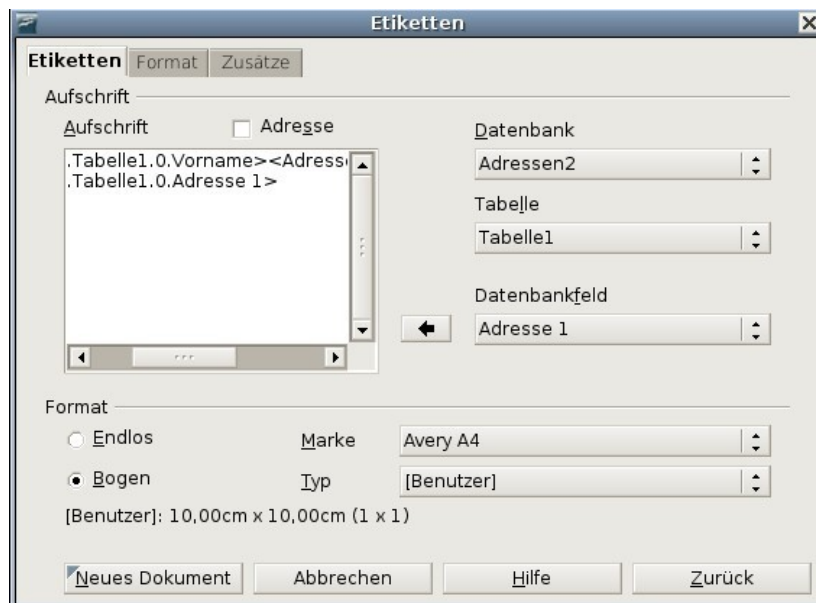 Etiketten
Etiketten Format Zusätze
Aufschrift
Aufschrift Adresse
.Tabelle1.0.Vorname><Adresse
.Tabelle1.0.Adresse 1>
Datenbank
Adressen2
Tabelle
Tabelle1
Datenbankfeld
Adresse 1
Format
Endlos
Marke Avery A4
Bogen
Typ [Benutzer]
[Benutzer]: 10,00cm x 10,00cm (1 x 1)
Neues Dokument Abbrechen Hilfe Zurück